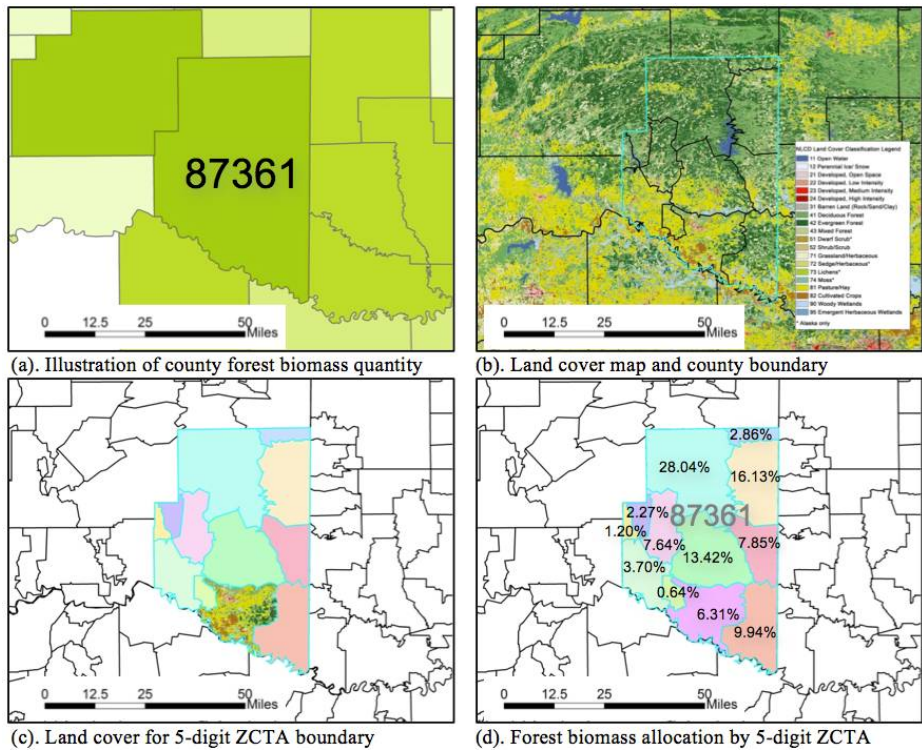 87361
0 12.5 25 50
Miles
(a). Illustration of county forest biomass quantity
NLCD Land Cover Classification Legend
11 Open Water
12 Perennial Ice/ Snow
21 Developed, Open Space
22 Developed, Low Intensity
23 Developed, Medium Intensity
24 Developed, High Intensity
31 Barren Land (Rock/Sand/Clay)
41 Deciduous Forest
42 Evergreen Forest
43 Mixed Forest
51 Dwarf Scrub*
52 Shrub/Scrub
71 Grassland/Herbaceous
72 Sedge/Herbaceous*
73 Lichens*
74 Moss*
81 Pasture/Hay
82 Cultivated Crops
90 Woody Wetlands
95 Emergent Herbaceous Wetlands
* Alaska only
0 12.5 25 50
Miles
(b). Land cover map and county boundary
0 12.5 25 50
Miles
(c). Land cover for 5-digit ZCTA boundary
2.86%
28.04%
16.13%
2.27%
87361
1.20%
7.64%
7.85%
13.42%
3.70%
0.64%
6.31%
9.94%
0 12.5 25 50
Miles
(d). Forest biomass allocation by 5-digit ZCTA